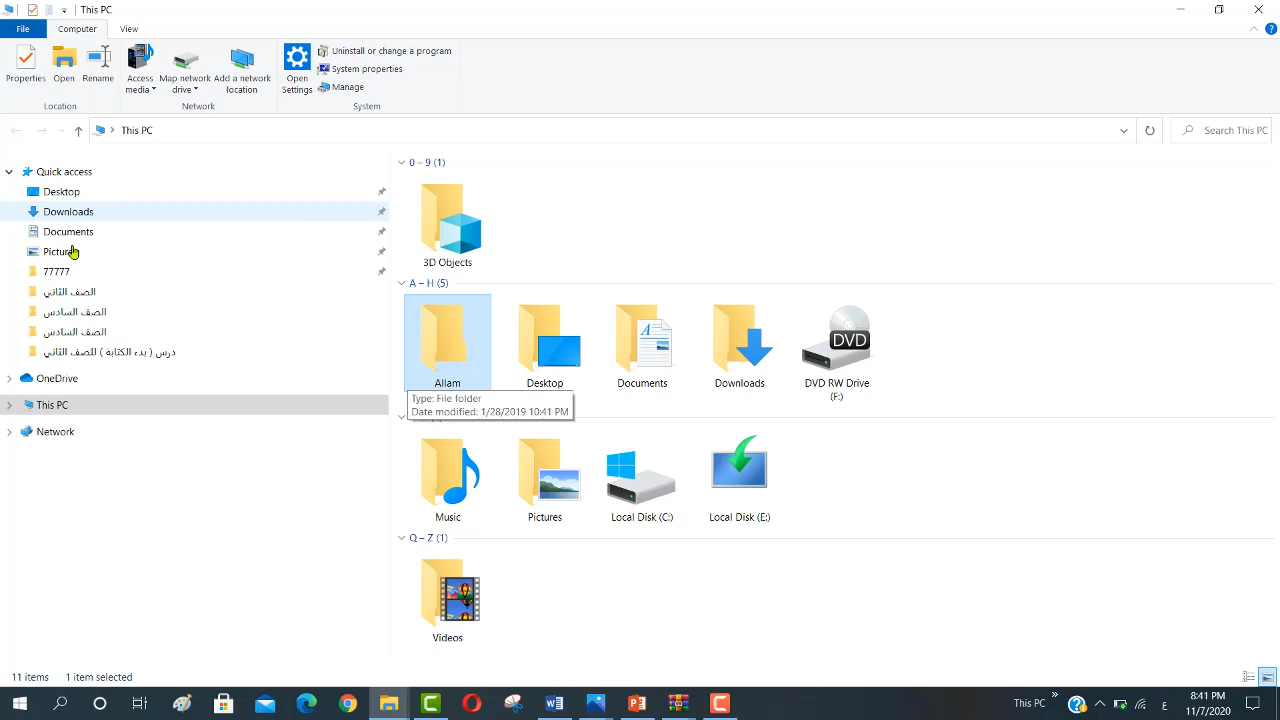 This PC
File
Computer
View
Properties
Open
Rename
Access media
Map network drive
Add a network location
Open Settings
Uninstall or change a program
System properties
Manage
Location
Network
System
This PC
Search This PC
Quick access
Desktop
Downloads
Documents
77777
الصف الثاني
الصف السادس
الصف السادس
درس ( بدء الكتابة ) للصف الثاني
OneDrive
This PC
Network
0 – 9 (1)
3D Objects
A – H (5)
Allam
Desktop
Documents
Downloads
DVD
DVD RW Drive (F:)
Type: File folder
Date modified: 1/28/2019 10:41 PM
Music
Pictures
Local Disk (C:)
Local Disk (E:)
Q – Z (1)
Videos
11 items
1 item selected
This PC
ع
8:41 PM
11/7/2020